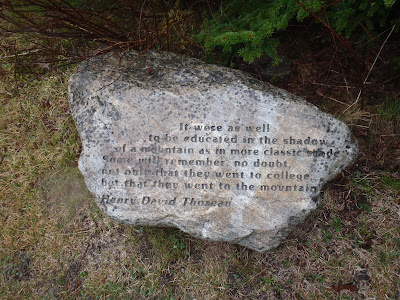 It were as well
to be educated in the shadow
of a mountain as in more classic shade
Some will remember, no doubt,
not only that they went to college
but that they went to the mountain
Henry David Thoreau